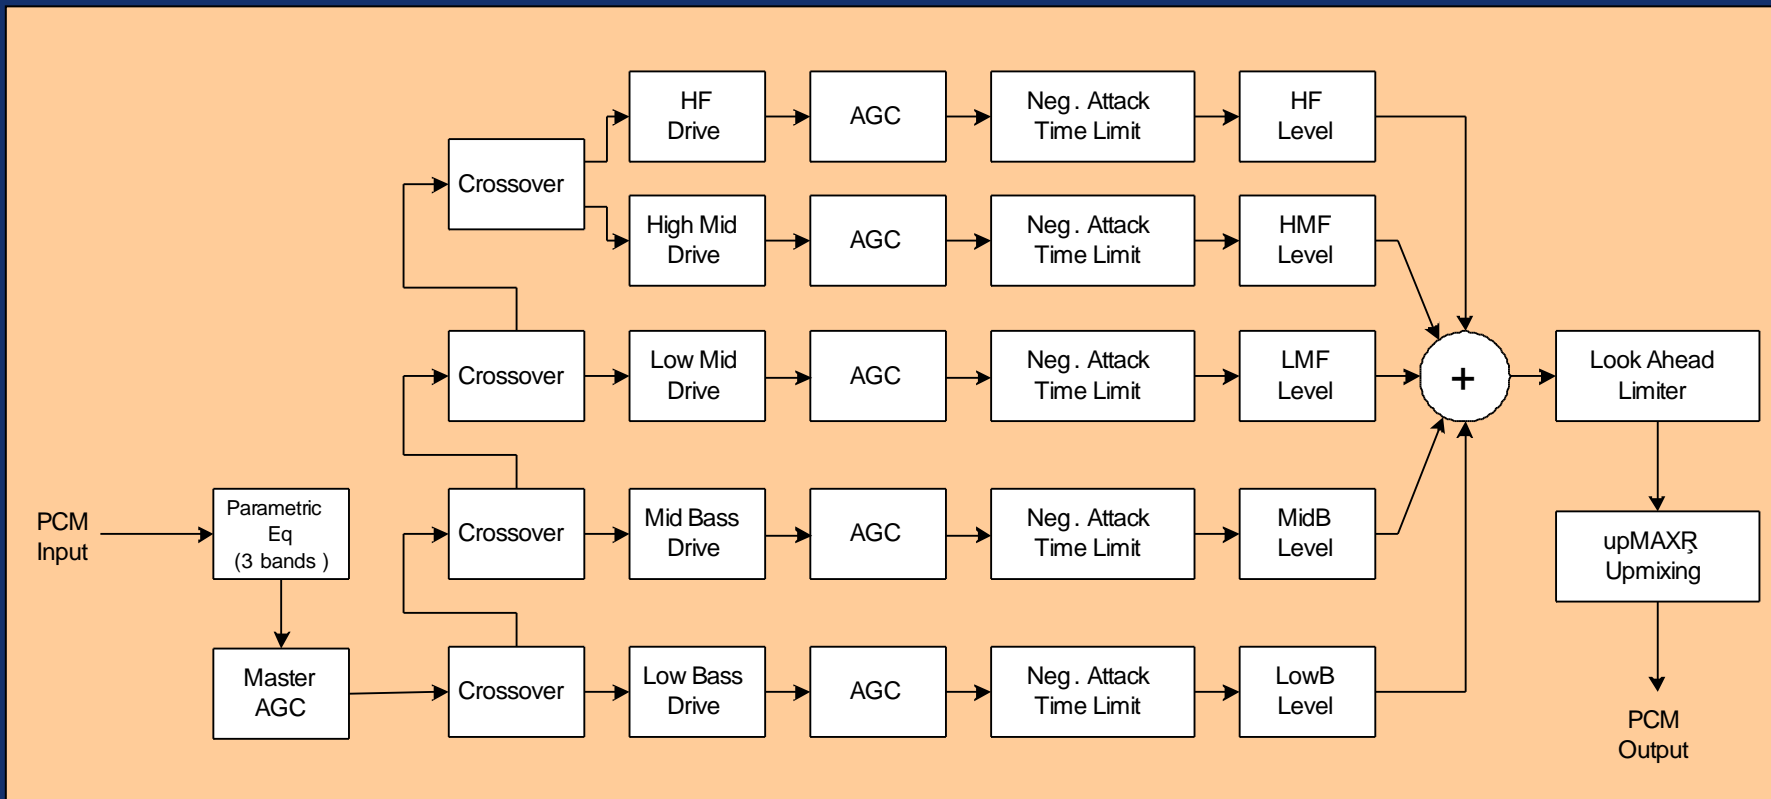 HF
Drive
AGC
Neg. Attack
Time Limit
HF
Level
Crossover
High Mid
Drive
AGC
Neg. Attack
Time Limit
HMF
Level
Crossover
Low Mid
Drive
AGC
Neg. Attack
Time Limit
LMF
Level
+
Look Ahead
Limiter
PCM
Input
Parametric
Eq
(3 bands)
Crossover
Mid Bass
Drive
AGC
Neg. Attack
Time Limit
MidB
Level
upMAXŖ
Upmixing
Master
AGC
Crossover
Low Bass
Drive
AGC
Neg. Attack
Time Limit
LowB
Level
PCM
Output